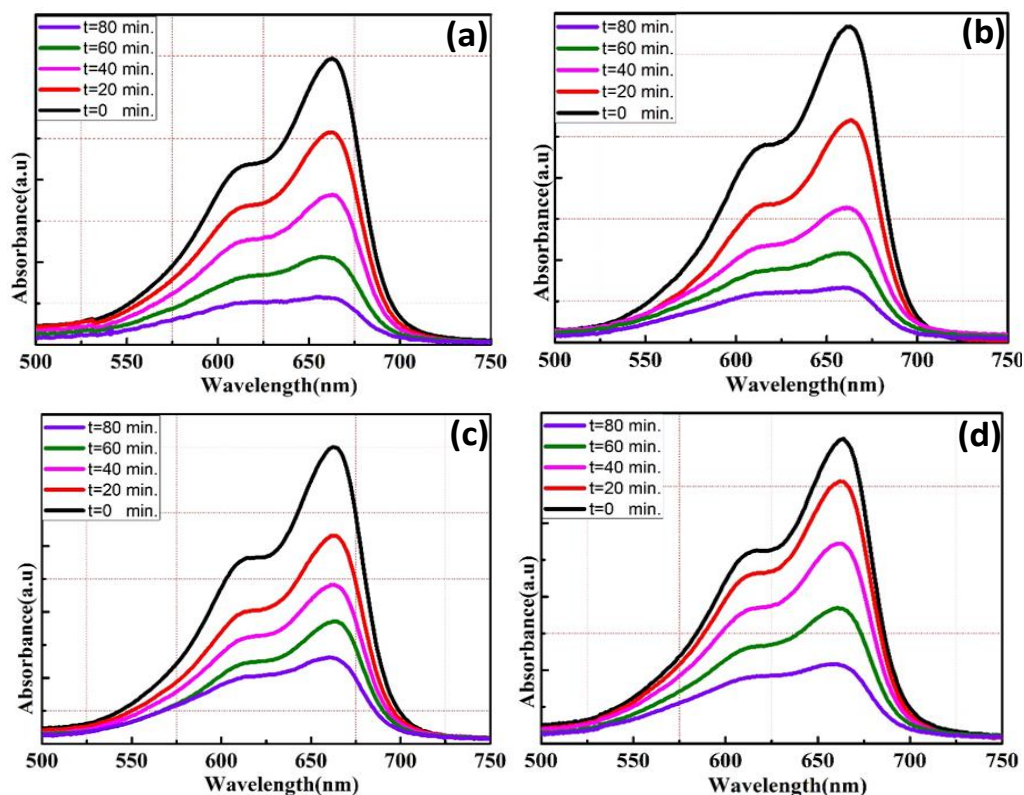 t=80 min.
t=60 min.
t=40 min.
t=20 min.
t=0 min.
(a)
Absorbance(a.u)
500 550 600 650 700 750
Wavelength(nm)
t=80 min.
t=60 min.
t=40 min.
t=20 min.
t=0 min.
(b)
Absorbance(a.u)
500 550 600 650 700 750
Wavelength(nm)
t=80 min.
t=60 min.
t=40 min.
t=20 min.
t=0 min.
(c)
Absorbance(a.u)
500 550 600 650 700 750
Wavelength(nm)
t=80 min.
t=60 min.
t=40 min.
t=20 min.
t=0 min.
(d)
Absorbance(a.u)
500 550 600 650 700 750
Wavelength(nm)